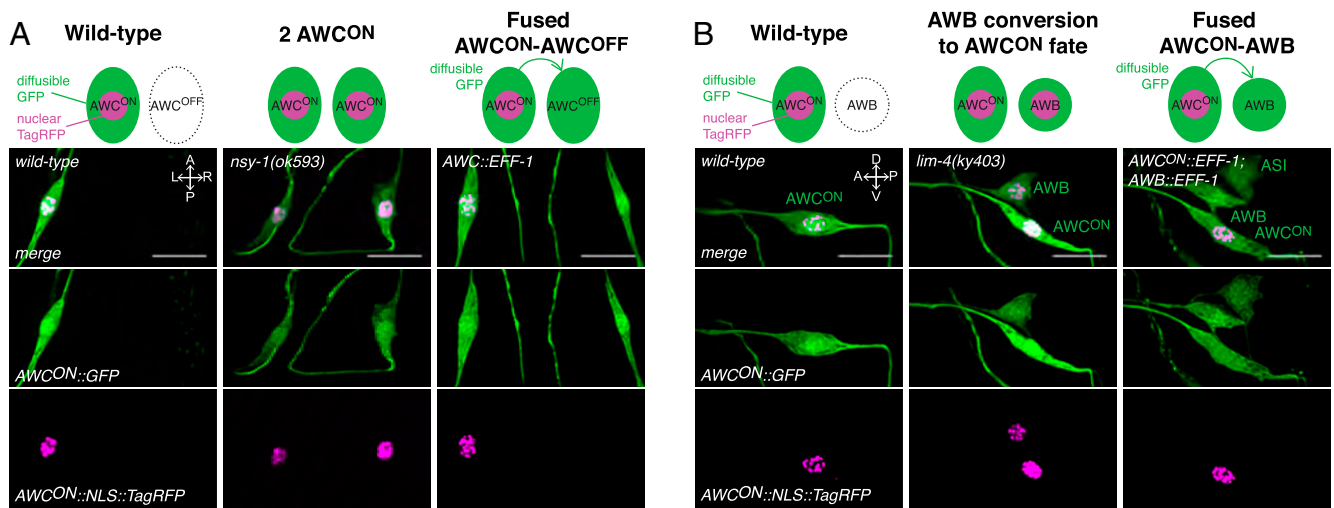 A
Wild-type
2 AWCON
Fused
AWCON-AWCOFF
diffusible
GFP
nuclear
TagRFP
AWCON
AWCOFF
AWCON
AWCON
diffusible
GFP
AWCON
AWCOFF
wild-type
A
L R
P
merge
nsy-1(ok593)
AWC::EFF-1
AWCON::GFP
AWCON::NLS::TagRFP
B
Wild-type
AWB conversion
to AWCON fate
Fused
AWCON-AWB
diffusible
GFP
nuclear
TagRFP
AWCON
AWB
AWCON
AWB
diffusible
GFP
AWCON
AWB
wild-type
D
A P
V
AWCON
merge
lim-4(ky403)
AWB
AWCON
AWCON::EFF-1;
AWB::EFF-1
ASI
AWB
AWCON
AWCON::GFP
AWCON::NLS::TagRFP